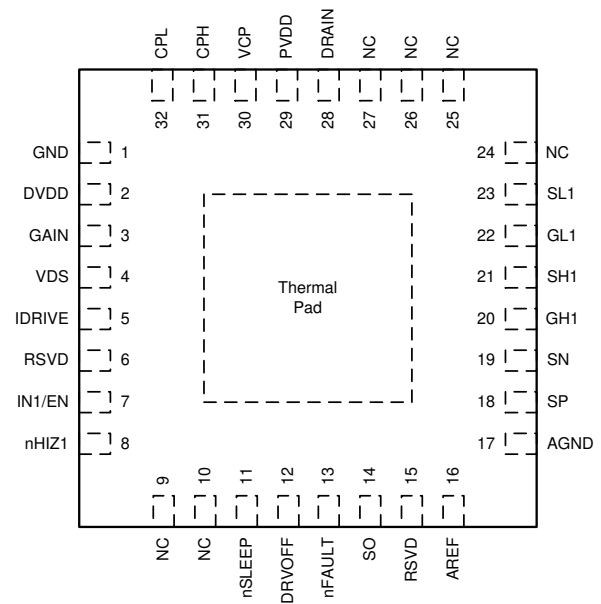 CPL
CPH
VCP
PVDD
DRAIN
NC
NC
NC
32
31
30
29
28
27
26
25
GND 1
DVDD 2
GAIN 3
VDS 4
IDRIVE 5
RSVD 6
IN1/EN 7
nHIZ1 8
24 NC
23 SL1
22 GL1
21 SH1
20 GH1
19 SN
18 SP
17 AGND
Thermal
Pad
9
10
11
12
13
14
15
16
NC
NC
nSLEEP
DRVOFF
nFAULT
SO
RSVD
AREF